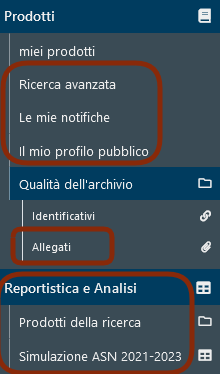 Prodotti
miei prodotti
Ricerca avanzata
Le mie notifiche
Il mio profilo pubblico
Qualità dell'archivio
Identificativi
Allegati
Reportistica e Analisi
Prodotti della ricerca
Simulazione ASN 2021-2023